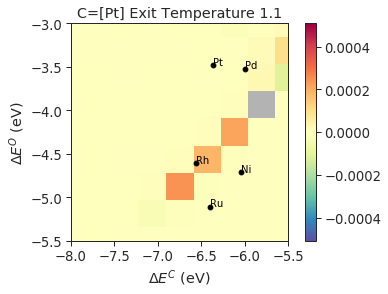 C=[Pt] Exit Temperature 1.1
−3.0
−3.5
−4.0
−4.5
−5.0
−5.5
ΔE^O (eV)
Pt
Pd
Rh
Ni
Ru
−8.0 −7.5 −7.0 −6.5 −6.0 −5.5
ΔE^C (eV)
0.0004
0.0002
0.0000
−0.0002
−0.0004